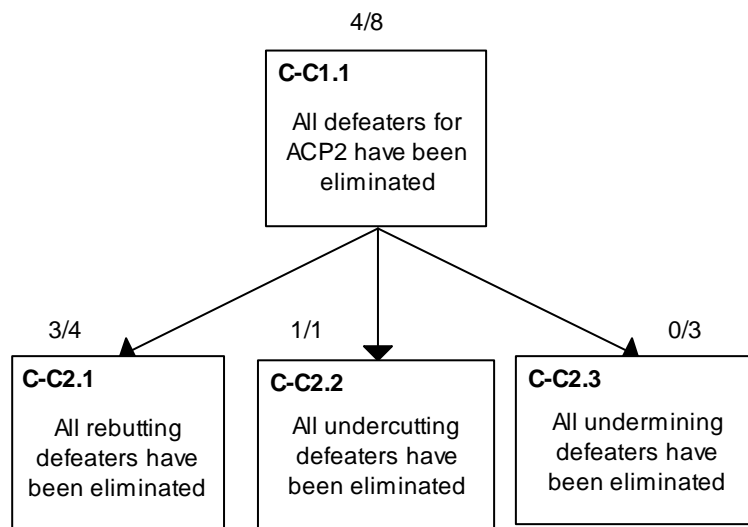 4/8
C-C1.1
All defeaters for
ACP2 have been
eliminated
3/4
1/1
0/3
C-C2.1
All rebutting
defeaters have
been eliminated
C-C2.2
All undercutting
defeaters have
been eliminated
C-C2.3
All undermining
defeaters have
been eliminated